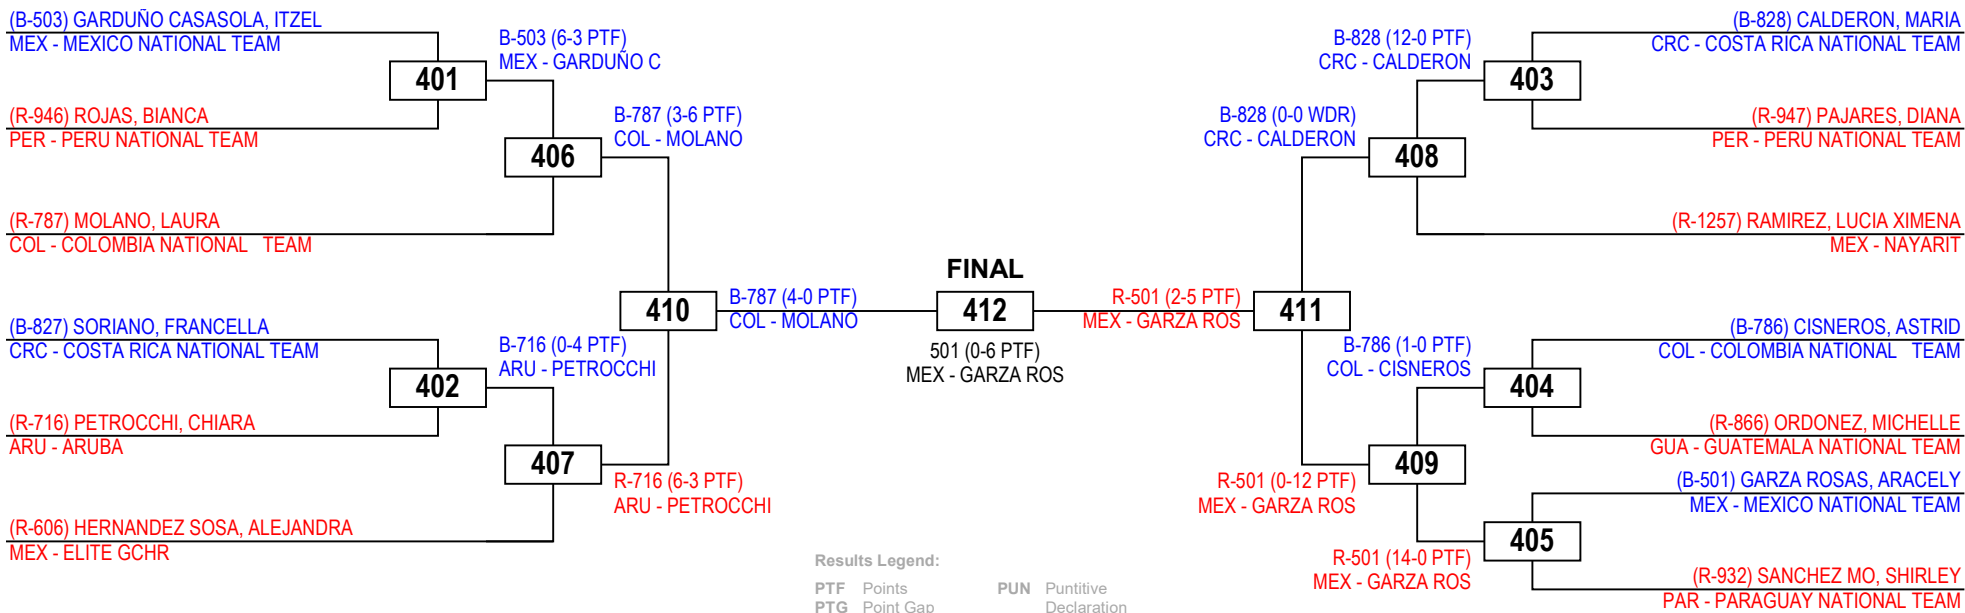 (B-503) GARDUÑO CASASOLA, ITZEL
MEX - MEXICO NATIONAL TEAM
401
(R-946) ROJAS, BIANCA
PER - PERU NATIONAL TEAM
B-503 (6-3 PTF)
MEX - GARDUÑO C
406
(R-787) MOLANO, LAURA
COL - COLOMBIA NATIONAL TEAM
B-787 (3-6 PTF)
COL - MOLANO
410
(B-827) SORIANO, FRANCELLA
CRC - COSTA RICA NATIONAL TEAM
402
(R-716) PETROCCHI, CHIARA
ARU - ARUBA
B-716 (0-4 PTF)
ARU - PETROCCHI
407
(R-606) HERNANDEZ SOSA, ALEJANDRA
MEX - ELITE GCHR
R-716 (6-3 PTF)
ARU - PETROCCHI
B-787 (4-0 PTF)
COL - MOLANO
FINAL
412
501 (0-6 PTF)
MEX - GARZA ROS
R-501 (2-5 PTF)
MEX - GARZA ROS
411
B-828 (0-0 WDR)
CRC - CALDERON
408
B-828 (12-0 PTF)
CRC - CALDERON
403
(B-828) CALDERON, MARIA
CRC - COSTA RICA NATIONAL TEAM
(R-947) PAJARES, DIANA
PER - PERU NATIONAL TEAM
(R-1257) RAMIREZ, LUCIA XIMENA
MEX - NAYARIT
B-786 (1-0 PTF)
COL - CISNEROS
404
(B-786) CISNEROS, ASTRID
COL - COLOMBIA NATIONAL TEAM
(R-866) ORDONEZ, MICHELLE
GUA - GUATEMALA NATIONAL TEAM
409
R-501 (0-12 PTF)
MEX - GARZA ROS
(B-501) GARZA ROSAS, ARACELY
MEX - MEXICO NATIONAL TEAM
405
R-501 (14-0 PTF)
MEX - GARZA ROS
(R-932) SANCHEZ MO, SHIRLEY
PAR - PARAGUAY NATIONAL TEAM
Results Legend:
PTF Points PUN Puntitive
PTG Point Gap Declaration